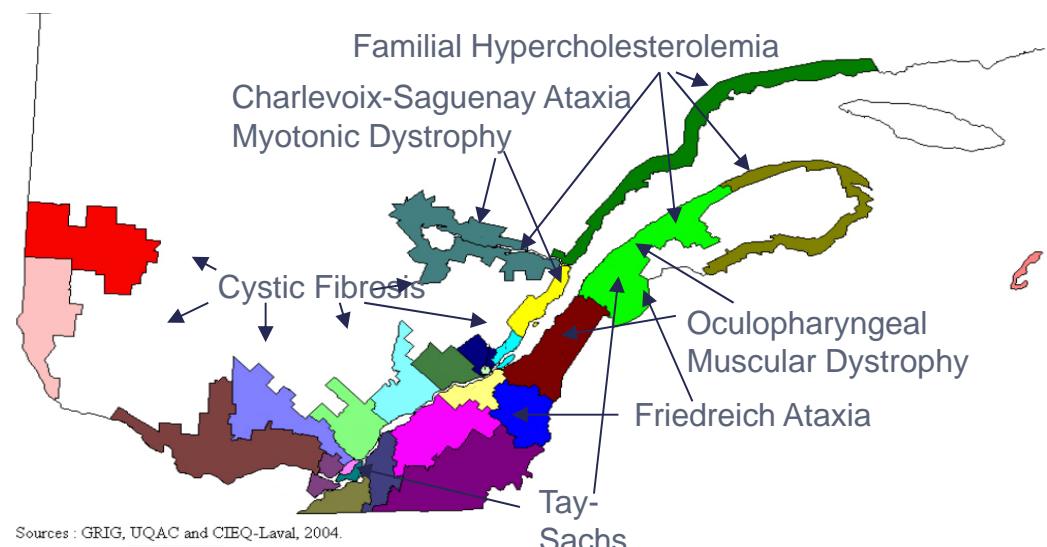 Familial Hypercholesterolemia
Charlevoix-Saguenay Ataxia
Myotonic Dystrophy
Cystic Fibrosis
Oculopharyngeal
Muscular Dystrophy
Friedreich Ataxia
Tay-
Sachs
Sources : GRIG, UQAC and CIEQ-Laval, 2004.